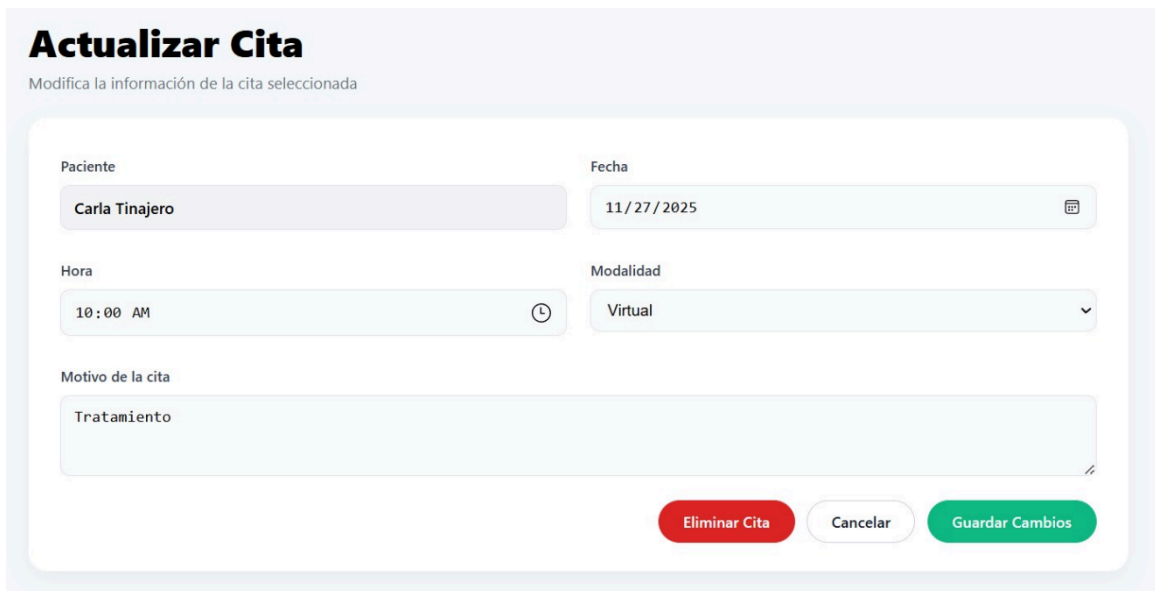 Actualizar Cita
Modifica la información de la cita seleccionada
Paciente
Fecha
Carla Tinajero
11/27/2025
Hora
Modalidad
10:00 AM
Virtual
Motivo de la cita
Tratamiento
Eliminar Cita
Cancelar
Guardar Cambios